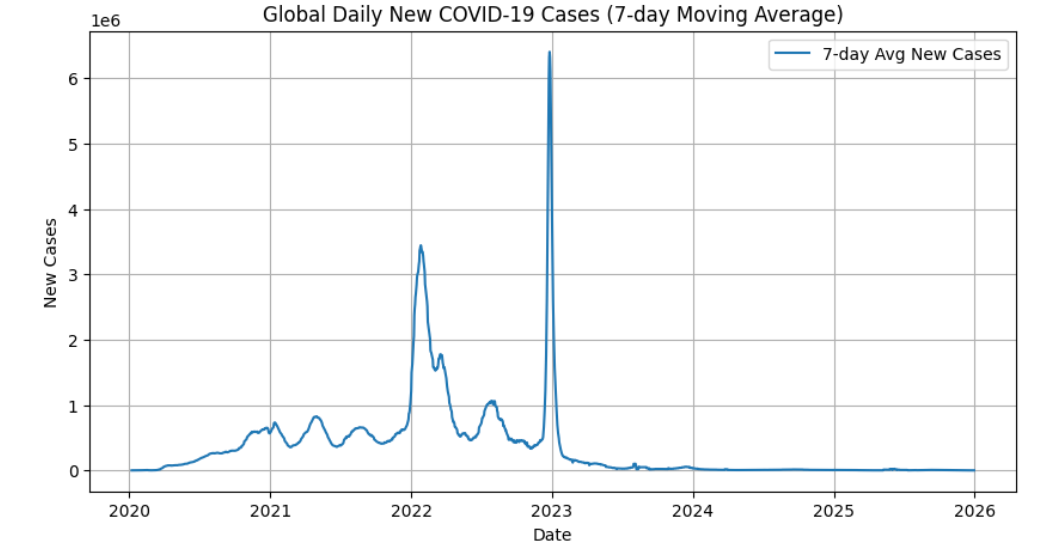 Global Daily New COVID-19 Cases (7-day Moving Average)
1e6
7-day Avg New Cases
6
5
4
3
2
1
0
New Cases
2020 2021 2022 2023 2024 2025 2026
Date